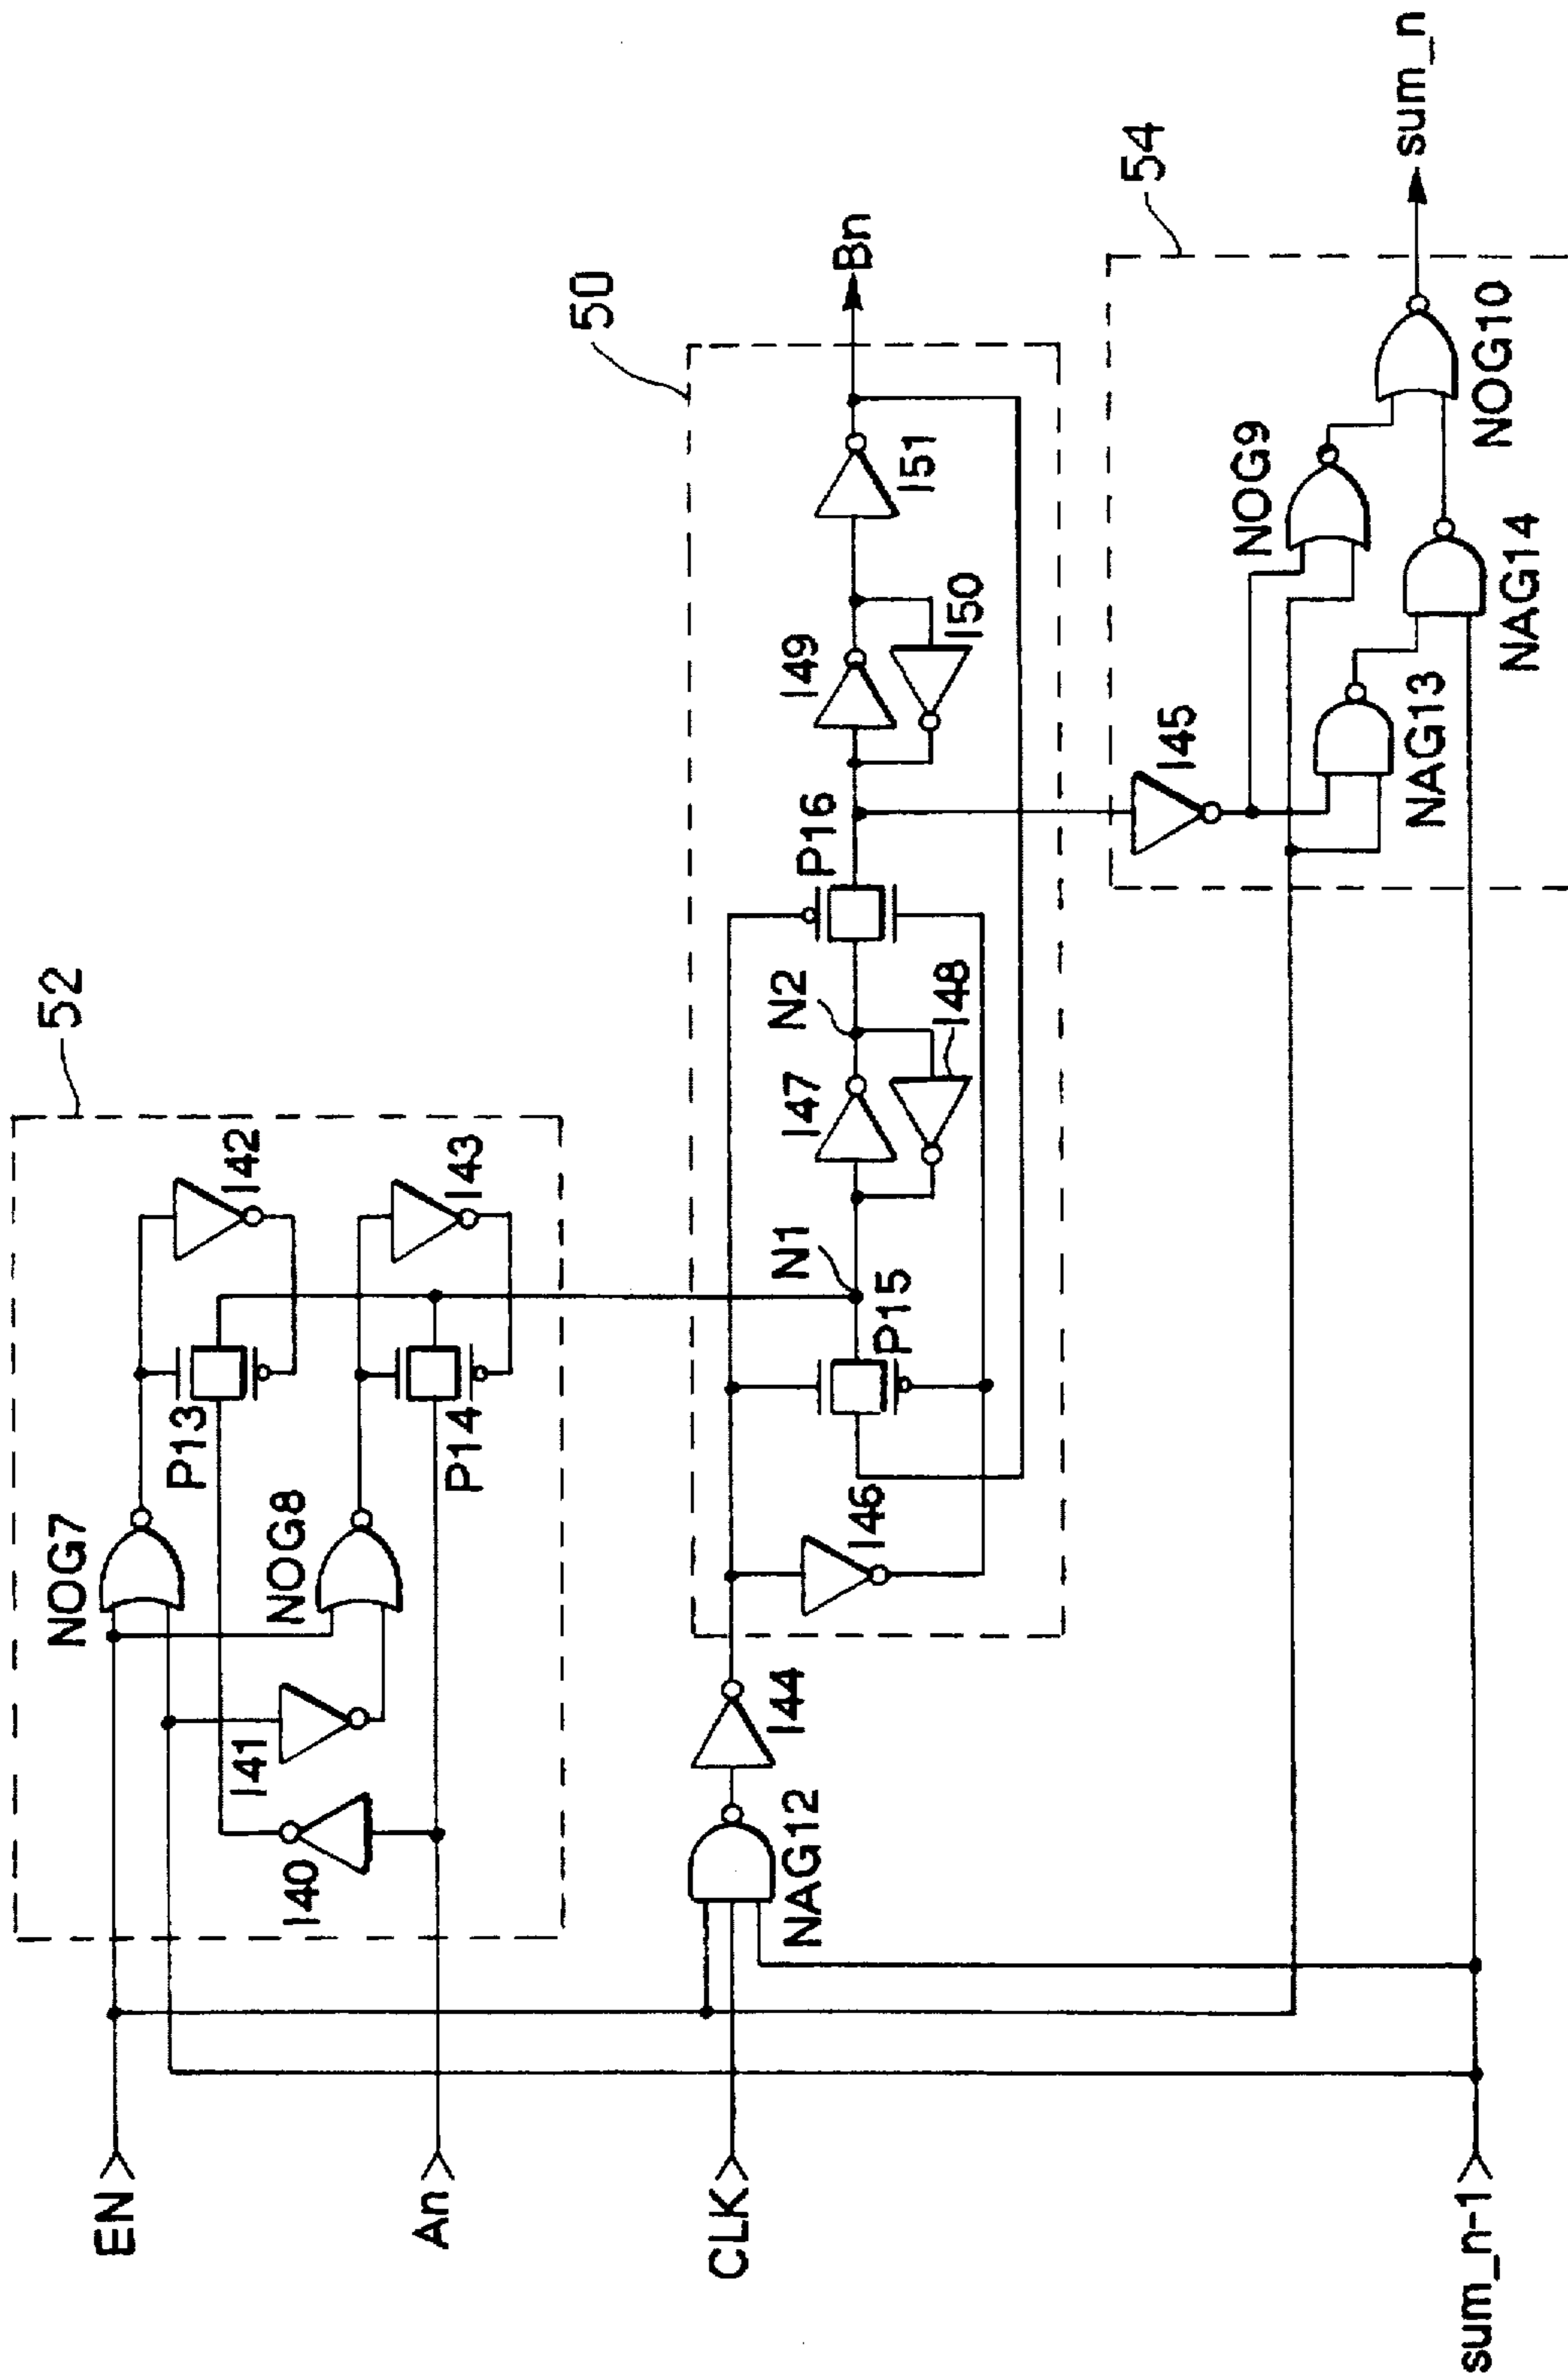 52
NOG7
P13
I42
NOG8
P14
I43
I41
I40
EN
An
50
Bn
N1
N2
P15
P16
I47
I48
I49
I50
I51
I46
I44
NAG12
CLK
54
I45
NOG9
NAG13
NAG14
NOG10
sum_n
sum_n-1